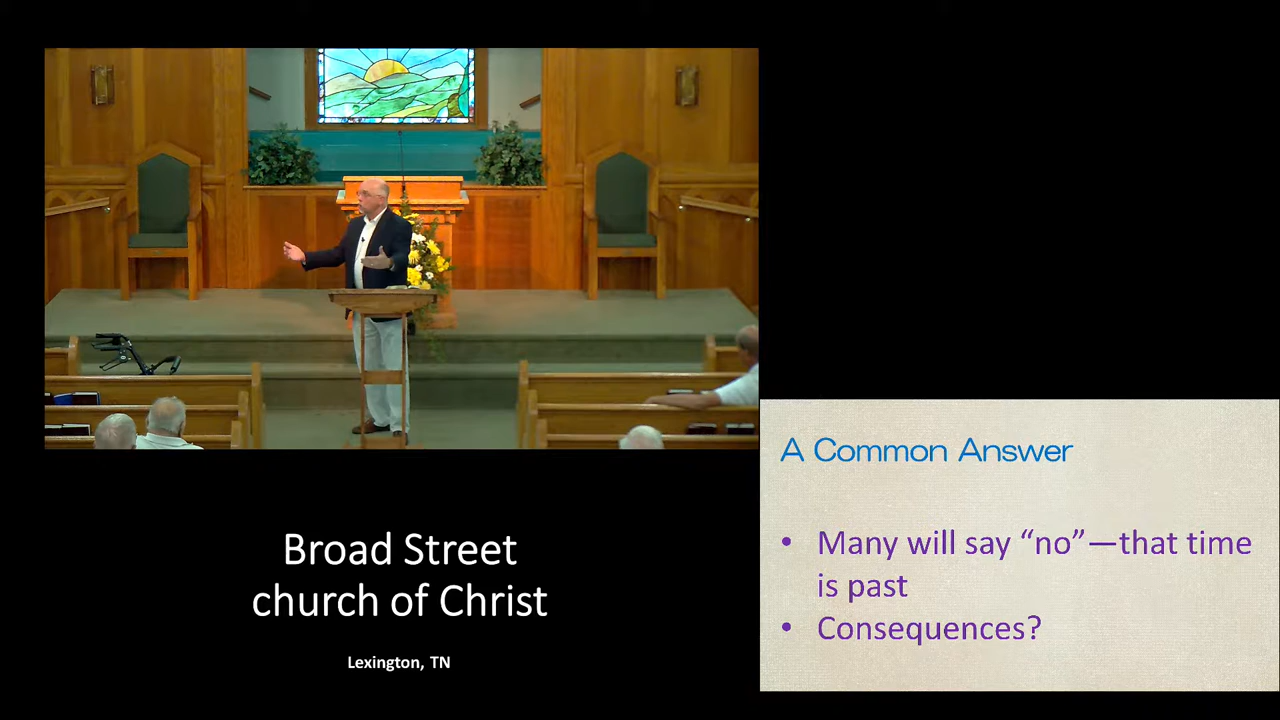 A Common Answer
• Many will say “no”—that time
is past
• Consequences?
Broad Street
church of Christ
Lexington, TN